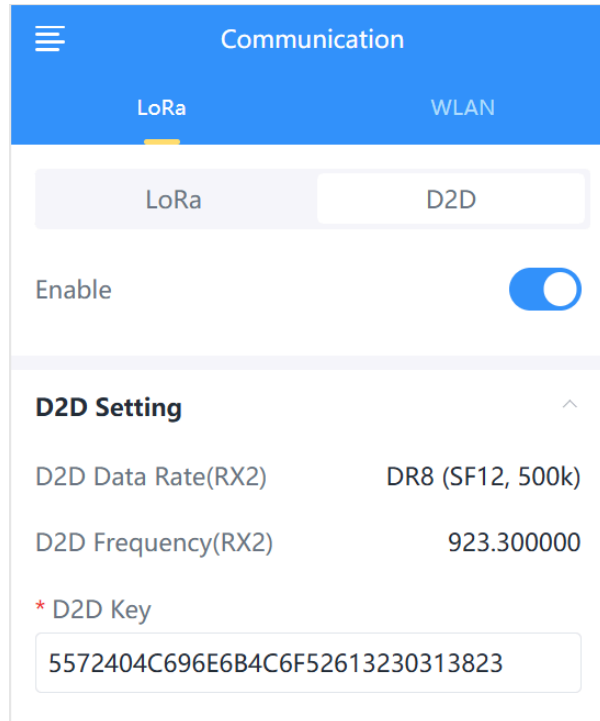 Communication
LoRa WLAN
LoRa D2D
Enable
D2D Setting
D2D Data Rate(RX2) DR8 (SF12, 500k)
D2D Frequency(RX2) 923.300000
* D2D Key
5572404C696E6B4C6F52613230313823